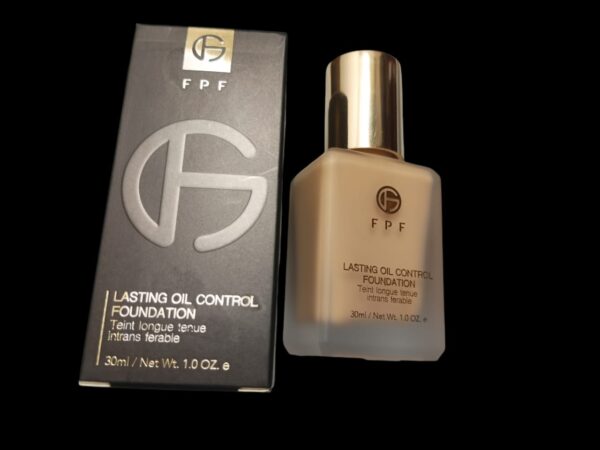 FPF
LASTING OIL CONTROL
FOUNDATION
Teint longue tenue
intrans ferable
30ml / Net Wt. 1.0 OZ. e
FPF
LASTING OIL CONTROL
FOUNDATION
Teint longue tenue
intrans ferable
30ml / Net Wt. 1.0 OZ. e